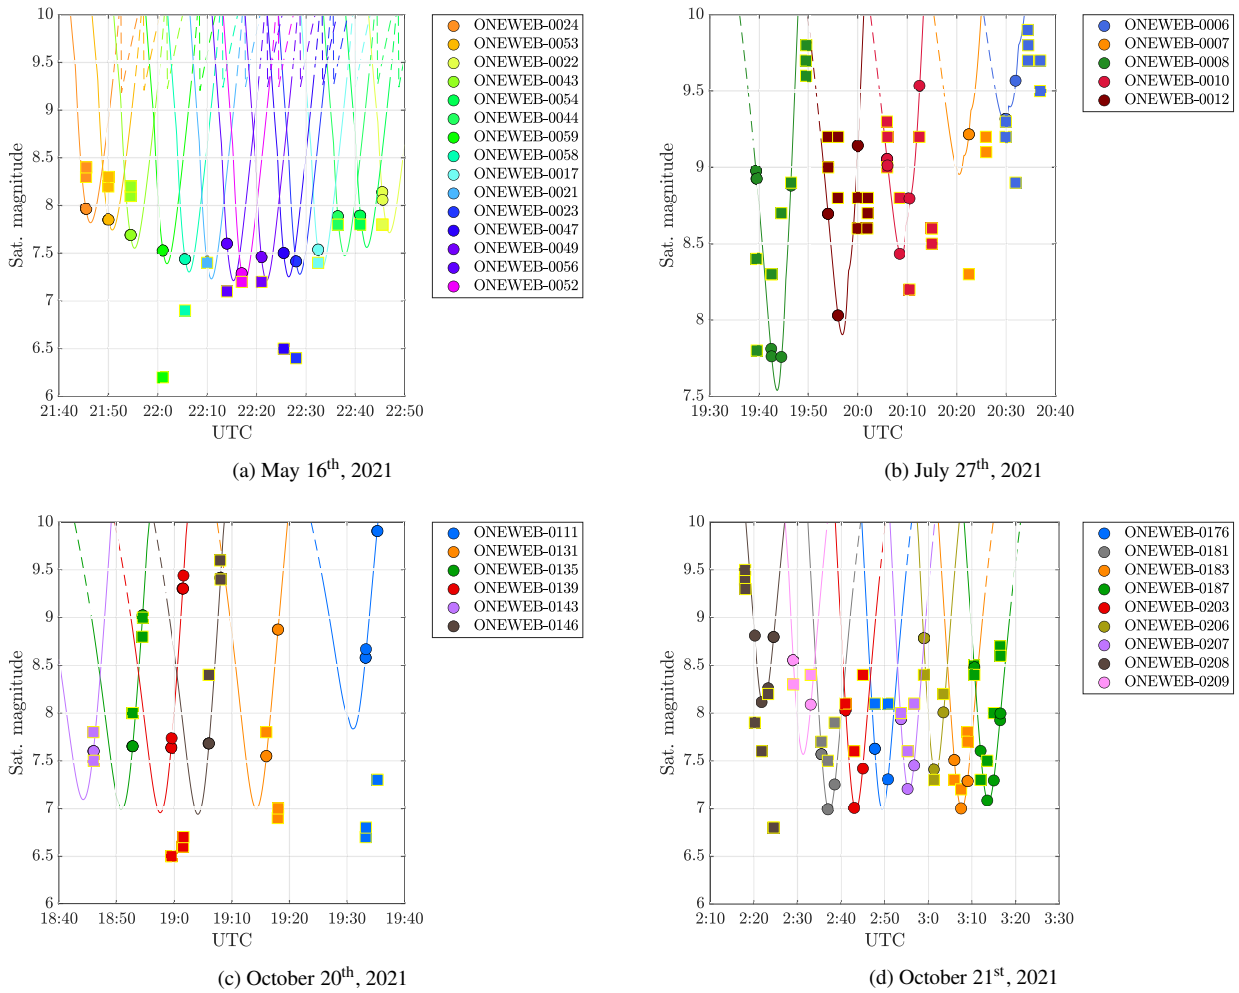 10
9.5
9
8.5
8
7.5
7
6.5
6
Sat. magnitude
21:40 21:50 22:0 22:10 22:20 22:30 22:40 22:50
UTC
ONEWEB-0024
ONEWEB-0053
ONEWEB-0022
ONEWEB-0043
ONEWEB-0054
ONEWEB-0044
ONEWEB-0059
ONEWEB-0058
ONEWEB-0017
ONEWEB-0021
ONEWEB-0023
ONEWEB-0047
ONEWEB-0049
ONEWEB-0056
ONEWEB-0052
(a) May 16th, 2021
10
9.5
9
8.5
8
7.5
Sat. magnitude
19:30 19:40 19:50 20:0 20:10 20:20 20:30 20:40
UTC
ONEWEB-0006
ONEWEB-0007
ONEWEB-0008
ONEWEB-0010
ONEWEB-0012
(b) July 27th, 2021
10
9.5
9
8.5
8
7.5
7
6.5
6
Sat. magnitude
18:40 18:50 19:0 19:10 19:20 19:30 19:40
UTC
ONEWEB-0111
ONEWEB-0131
ONEWEB-0135
ONEWEB-0139
ONEWEB-0143
ONEWEB-0146
(c) October 20th, 2021
10
9.5
9
8.5
8
7.5
7
6.5
6
Sat. magnitude
2:10 2:20 2:30 2:40 2:50 3:0 3:10 3:20 3:30
UTC
ONEWEB-0176
ONEWEB-0181
ONEWEB-0183
ONEWEB-0187
ONEWEB-0203
ONEWEB-0206
ONEWEB-0207
ONEWEB-0208
ONEWEB-0209
(d) October 21st, 2021